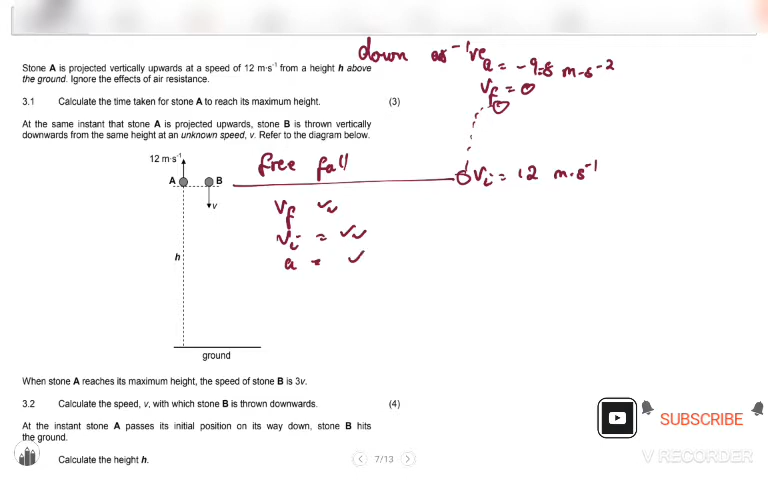 down as -'ve
a = -9.8 m·s-2
vf = 0
Stone A is projected vertically upwards at a speed of 12 m·s-1 from a height h above
the ground. Ignore the effects of air resistance.
3.1 Calculate the time taken for stone A to reach its maximum height. (3)
At the same instant that stone A is projected upwards, stone B is thrown vertically
downwards from the same height at an unknown speed, v. Refer to the diagram below.
12 m·s-1
free fall
A B
vi = 12 m·s-1
v
vf ✓✓
vi = ✓✓
a = ✓
h
ground
When stone A reaches its maximum height, the speed of stone B is 3v.
3.2 Calculate the speed, v, with which stone B is thrown downwards. (4)
At the instant stone A passes its initial position on its way down, stone B hits
the ground.
Calculate the height h.
7/13
SUBSCRIBE
V RECORDER